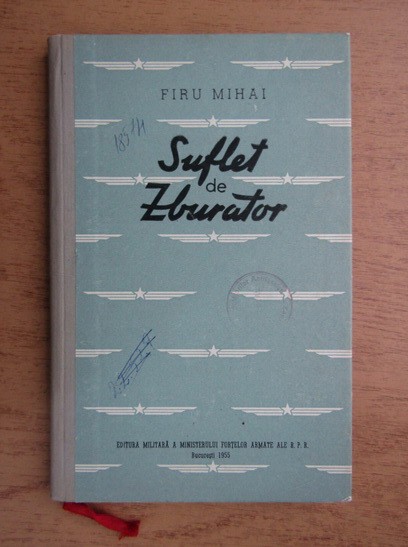 FIRU MIHAI
Suflet
de
Zburator
EDITURA MILITARĂ A MINISTERULUI FORȚELOR ARMATE ALE R. P. R.
București 1955